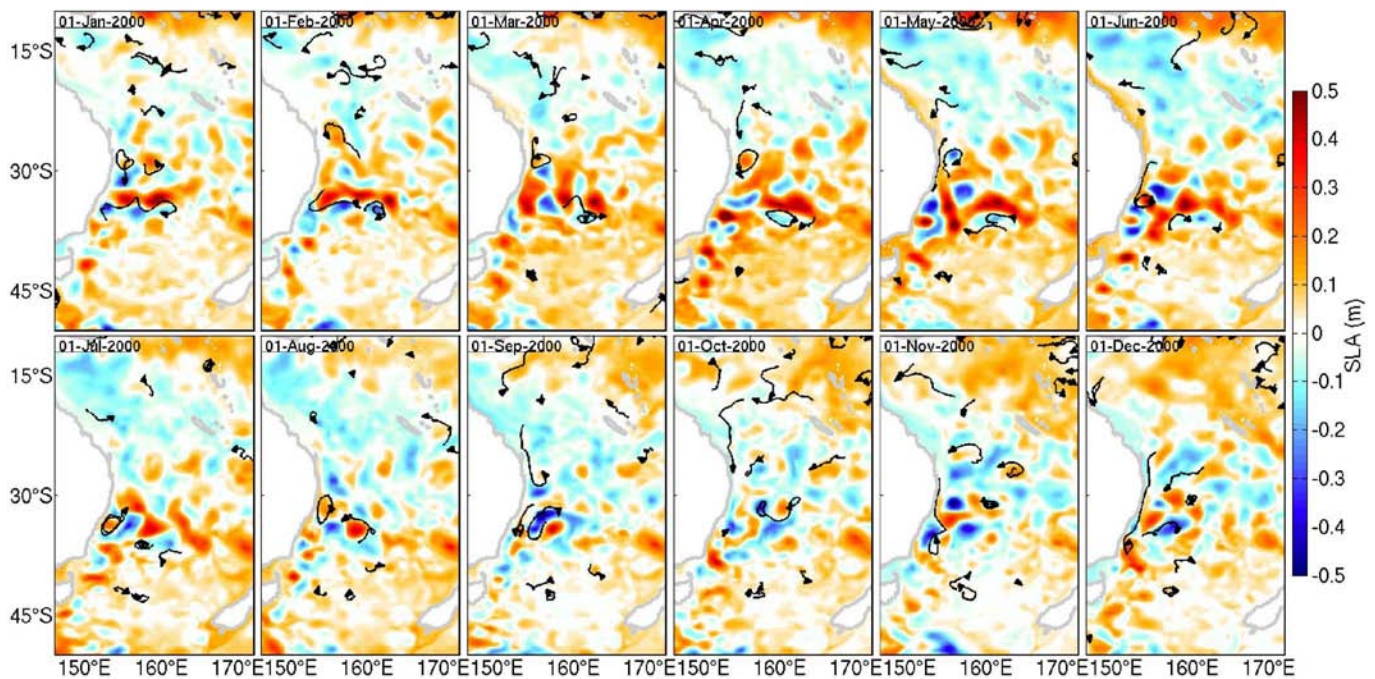 01-Jan-2000 01-Feb-2000 01-Mar-2000 01-Apr-2000 01-May-2000 01-Jun-2000
15°S
30°S
45°S
01-Jul-2000 01-Aug-2000 01-Sep-2000 01-Oct-2000 01-Nov-2000 01-Dec-2000
15°S
30°S
45°S
150°E 160°E 170°E 150°E 160°E 170°E 150°E 160°E 170°E 150°E 160°E 170°E 150°E 160°E 170°E 150°E 160°E 170°E
0.5
0.4
0.3
0.2
0.1
0
-0.1
-0.2
-0.3
-0.4
-0.5
SLA (m)